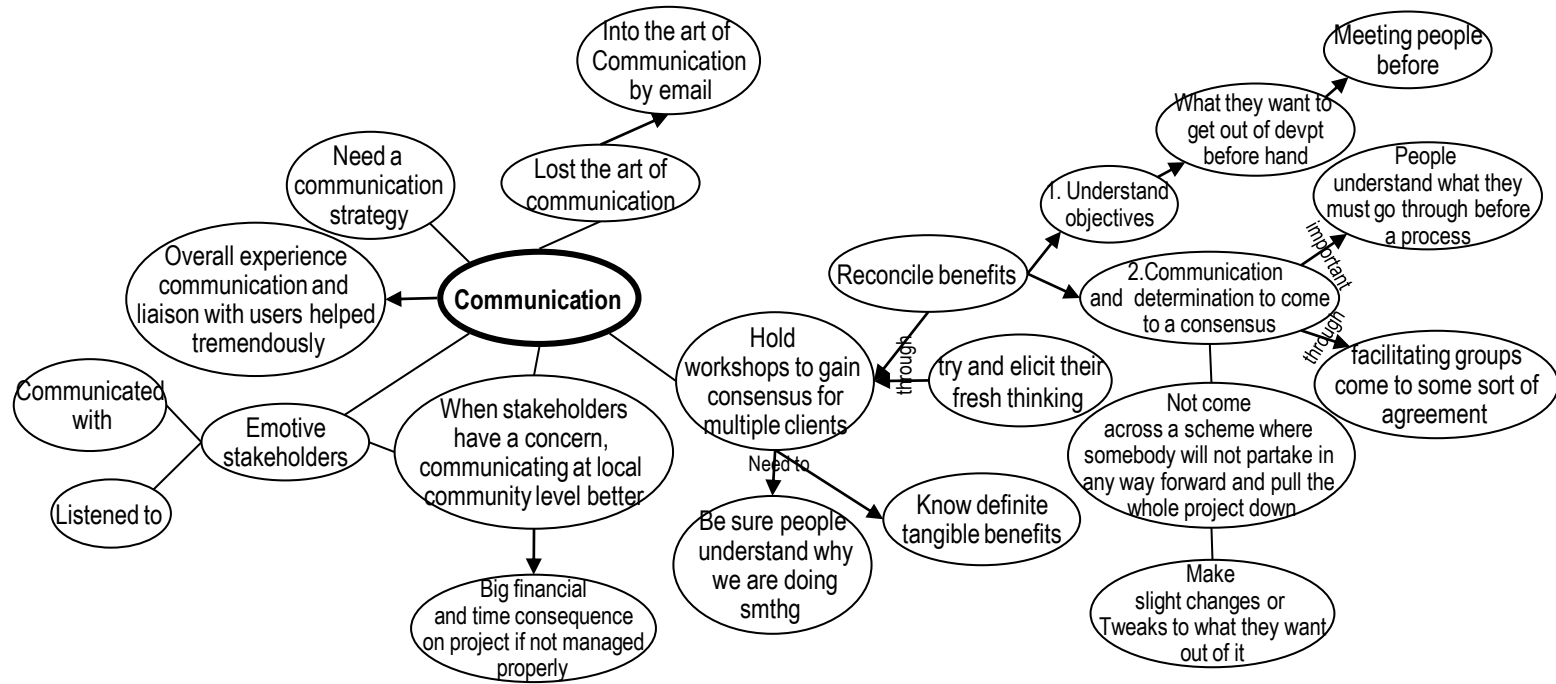 Into the art of
Communication
by email
Meeting people
before
What they want to
get out of devpt
before hand
Need a
communication
strategy
Lost the art of
communication
People
understand what they
must go through before
a process
1. Understand
objectives
important
Overall experience
communication and
liaison with users helped
tremendously
Communication
Reconcile benefits
2.Communication
and determination to come
to a consensus
through
Hold
workshops to gain
consensus for
multiple clients
through
try and elicit their
fresh thinking
facilitating groups
come to some sort of
agreement
Communicated
with
Emotive
stakeholders
When stakeholders
have a concern,
communicating at local
community level better
Not come
across a scheme where
somebody will not partake in
any way forward and pull the
whole project down
Need to
Listened to
Be sure people
understand why
we are doing
smthg
Know definite
tangible benefits
Big financial
and time consequence
on project if not managed
properly
Make
slight changes or
Tweaks to what they want
out of it